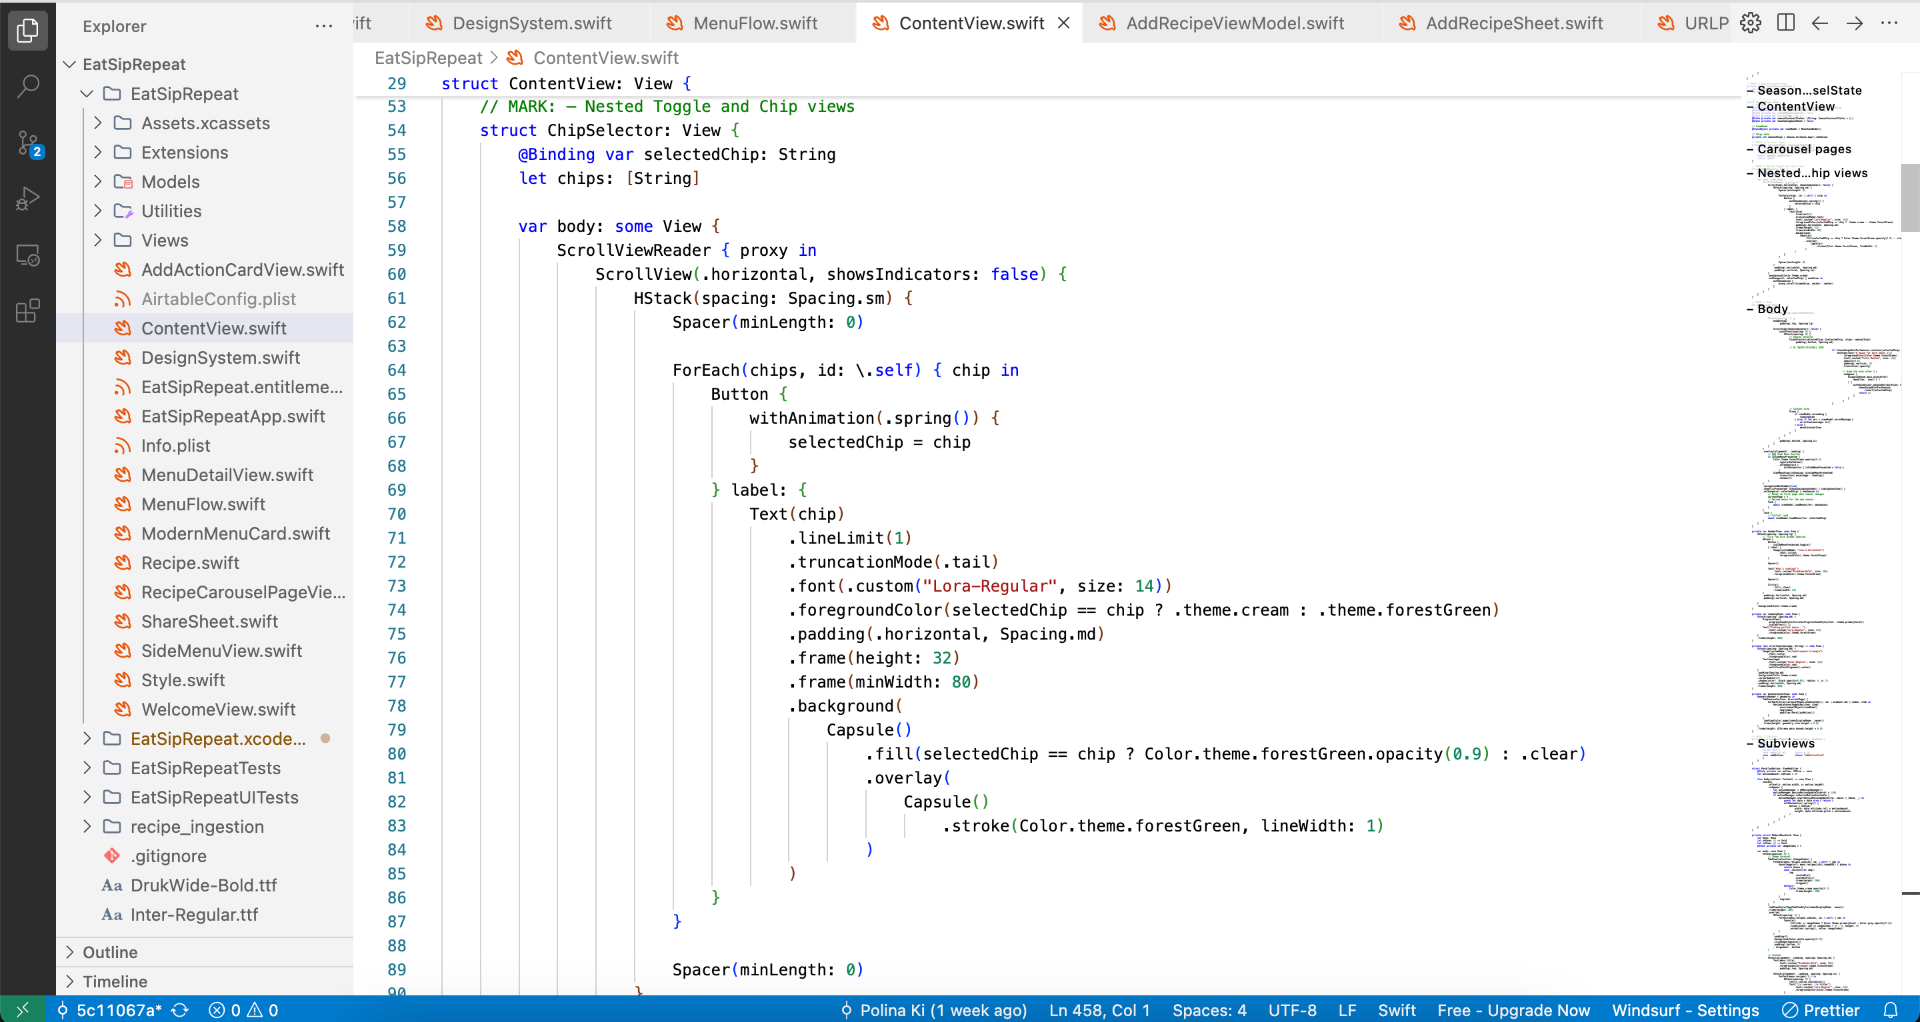 Explorer
ift
DesignSystem.swift
MenuFlow.swift
ContentView.swift
AddRecipeViewModel.swift
AddRecipeSheet.swift
URLP
EatSipRepeat
EatSipRepeat
Assets.xcassets
Extensions
Models
Utilities
Views
AddActionCardView.swift
AirtableConfig.plist
ContentView.swift
DesignSystem.swift
EatSipRepeat.entitleme...
EatSipRepeatApp.swift
Info.plist
MenuDetailView.swift
MenuFlow.swift
ModernMenuCard.swift
Recipe.swift
RecipeCarouselPageVie...
ShareSheet.swift
SideMenuView.swift
Style.swift
WelcomeView.swift
EatSipRepeat.xcode...
EatSipRepeatTests
EatSipRepeatUITests
recipe_ingestion
.gitignore
Aa DrukWide-Bold.ttf
Aa Inter-Regular.ttf
Outline
Timeline
2
EatSipRepeat > ContentView.swift
29 struct ContentView: View {
53 // MARK: – Nested Toggle and Chip views
54 struct ChipSelector: View {
55 @Binding var selectedChip: String
56 let chips: [String]
57
58 var body: some View {
59 ScrollViewReader { proxy in
60 ScrollView(.horizontal, showsIndicators: false) {
61 HStack(spacing: Spacing.sm) {
62 Spacer(minLength: 0)
63
64 ForEach(chips, id: \.self) { chip in
65 Button {
66 withAnimation(.spring()) {
67 selectedChip = chip
68 }
69 } label: {
70 Text(chip)
71 .lineLimit(1)
72 .truncationMode(.tail)
73 .font(.custom("Lora-Regular", size: 14))
74 .foregroundColor(selectedChip == chip ? .theme.cream : .theme.forestGreen)
75 .padding(.horizontal, Spacing.md)
76 .frame(height: 32)
77 .frame(minWidth: 80)
78 .background(
79 Capsule()
80 .fill(selectedChip == chip ? Color.theme.forestGreen.opacity(0.9) : .clear)
81 .overlay(
82 Capsule()
83 .stroke(Color.theme.forestGreen, lineWidth: 1)
84 )
85 )
86 }
87 }
88
89 Spacer(minLength: 0)
90 }
– Season...selState
– ContentView
– Carousel pages
– Nested...hip views
– Body
– Subviews
5c11067a*
0
0
Polina Ki (1 week ago)
Ln 458, Col 1
Spaces: 4
UTF-8
LF
Swift
Free - Upgrade Now
Windsurf - Settings
Prettier